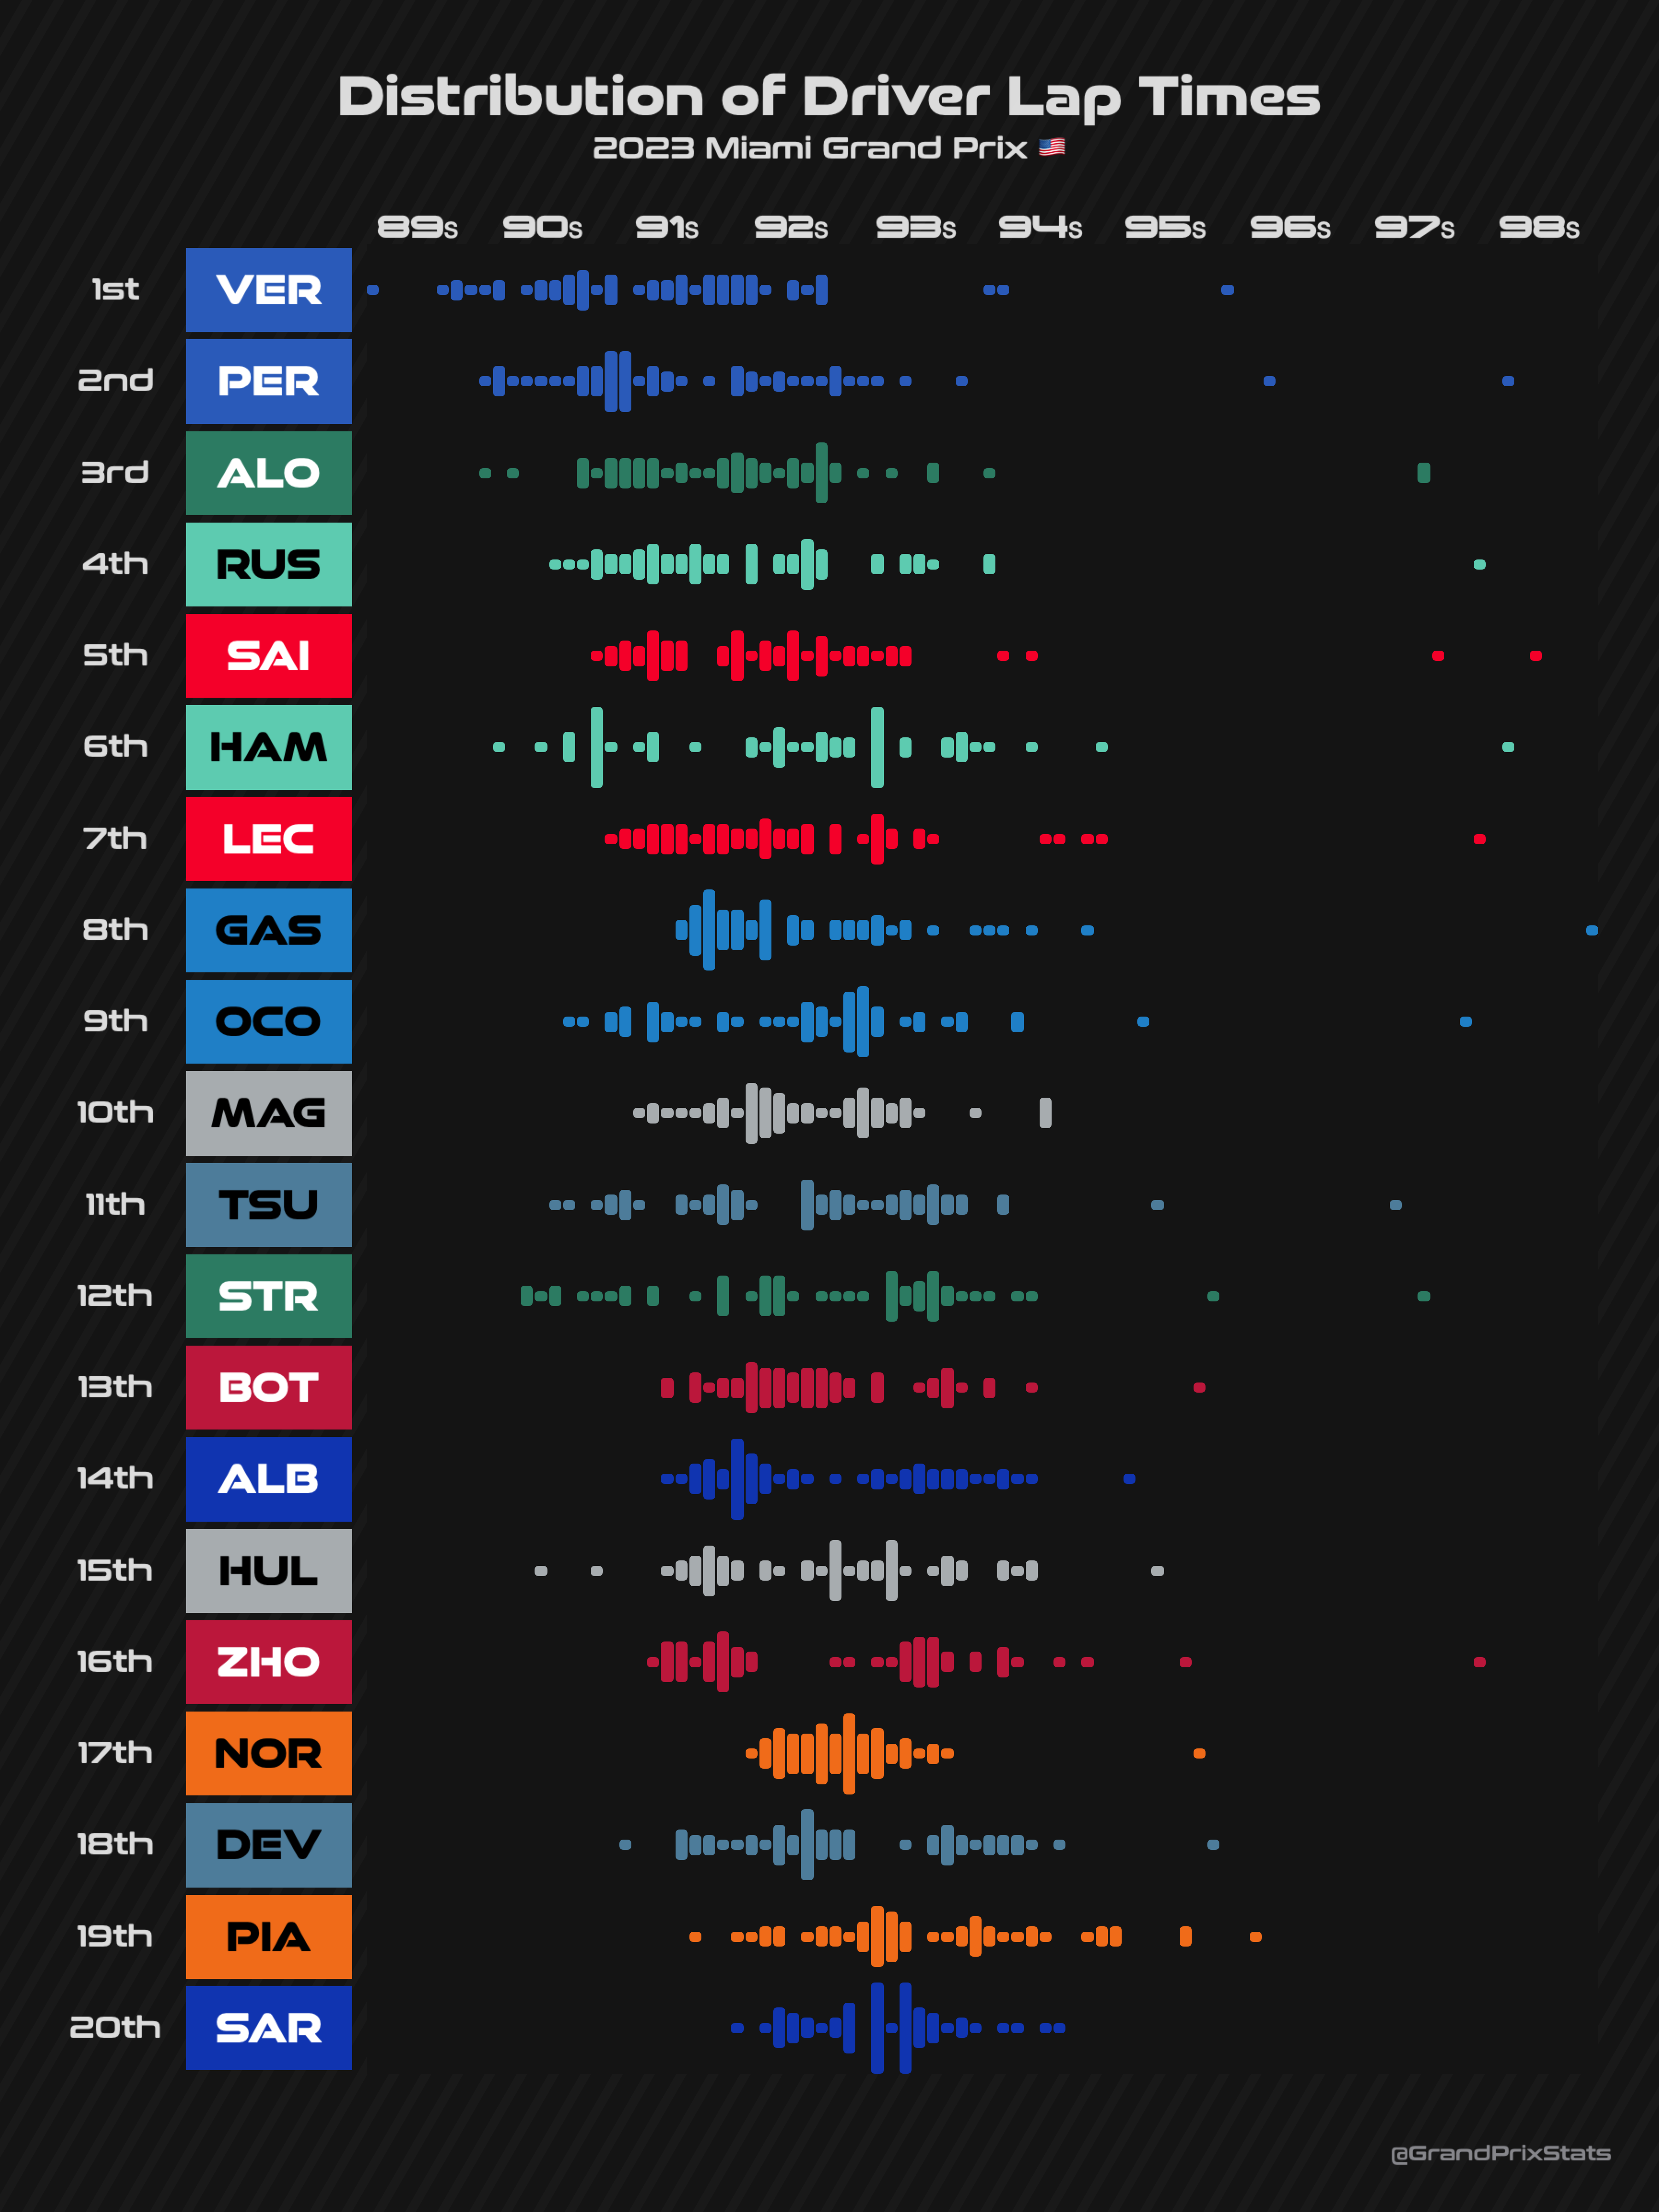 Distribution of Driver Lap Times
2023 Miami Grand Prix 🇺🇸
89s 90s 91s 92s 93s 94s 95s 96s 97s 98s
1st VER
2nd PER
3rd ALO
4th RUS
5th SAI
6th HAM
7th LEC
8th GAS
9th OCO
10th MAG
11th TSU
12th STR
13th BOT
14th ALB
15th HUL
16th ZHO
17th NOR
18th DEV
19th PIA
20th SAR
@GrandPrixStats